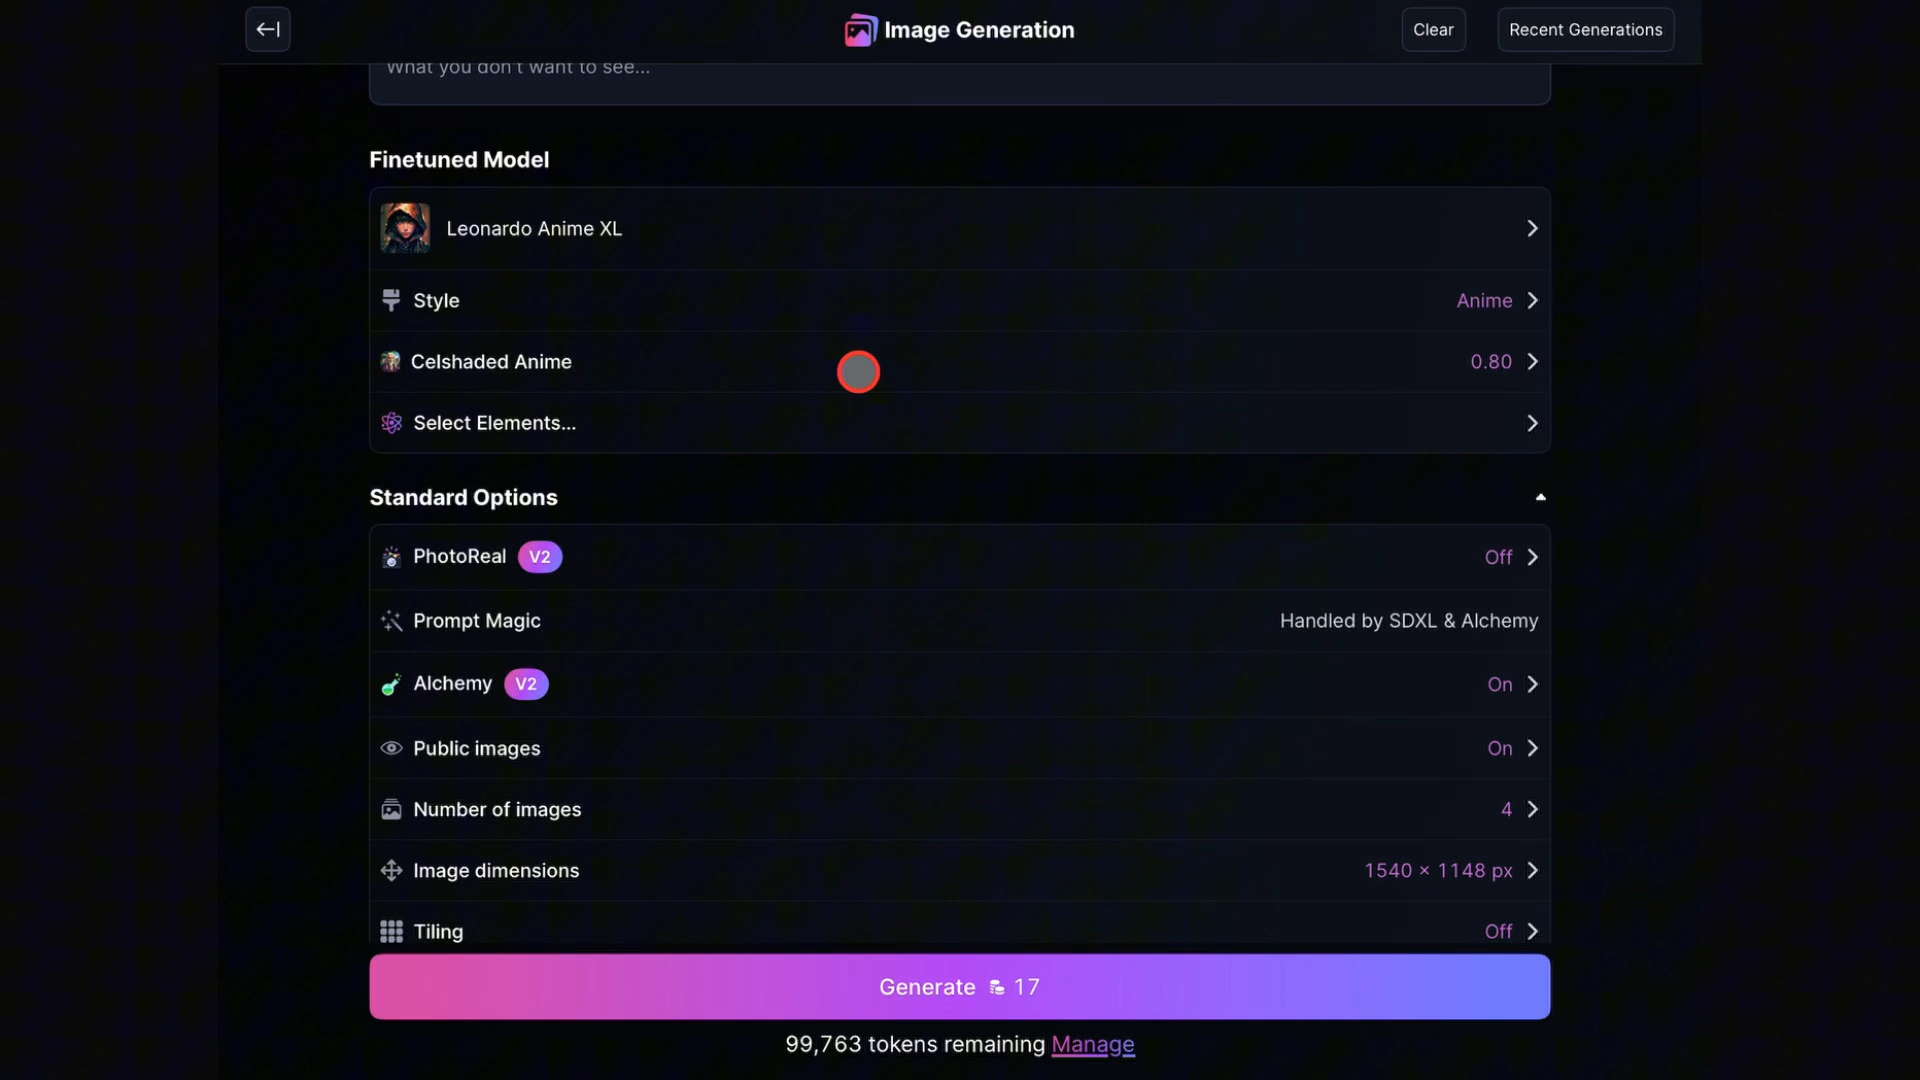 Image Generation
Clear
Recent Generations
What you don't want to see...
Finetuned Model
Leonardo Anime XL
Style
Anime
Celshaded Anime
0.80
Select Elements...
Standard Options
PhotoReal V2
Off
Prompt Magic
Handled by SDXL & Alchemy
Alchemy V2
On
Public images
On
Number of images
4
Image dimensions
1540 × 1148 px
Tiling
Off
Generate 17
99,763 tokens remaining Manage